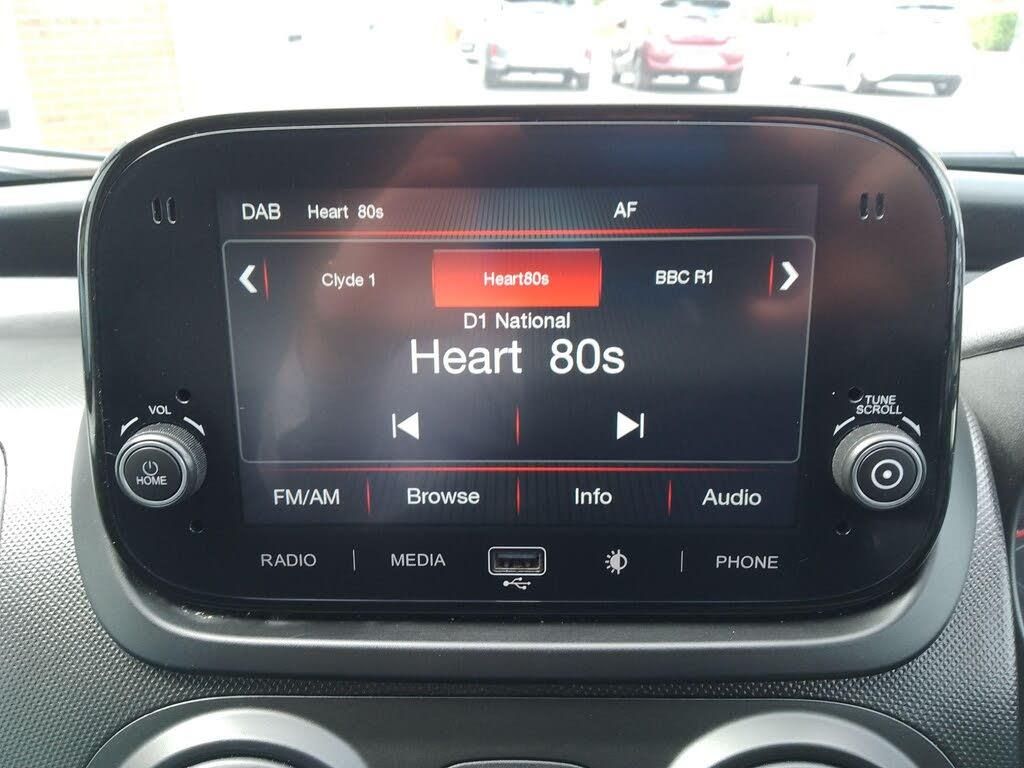 DAB Heart 80s AF
Clyde 1 Heart80s BBC R1
D1 National
Heart 80s
VOL
TUNE
SCROLL
HOME
FM/AM Browse Info Audio
RADIO MEDIA PHONE